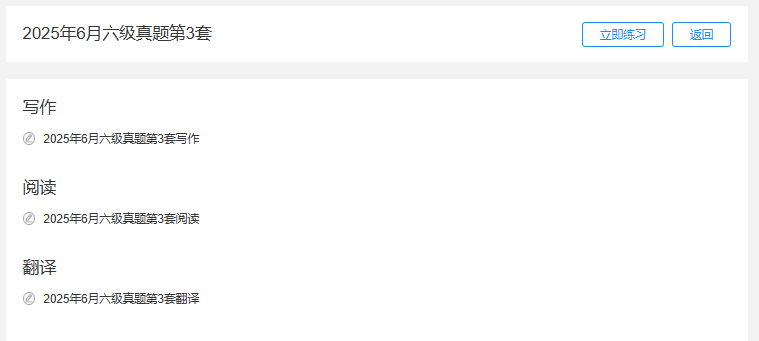 2025年6月六级真题第3套
立即练习
返回
写作
2025年6月六级真题第3套写作
阅读
2025年6月六级真题第3套阅读
翻译
2025年6月六级真题第3套翻译